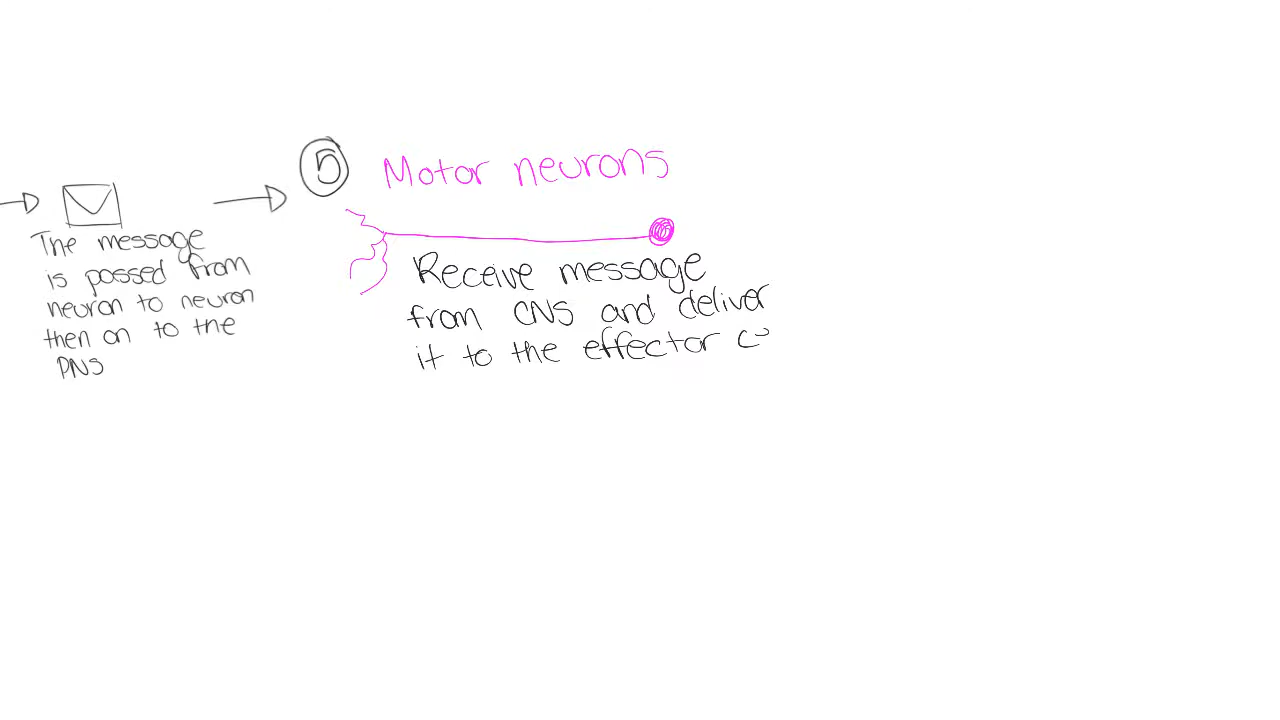 The message
is passed from
neuron to neuron
then on to the
PNS
5
Motor neurons
Receive message
from CNS and deliver
it to the effector